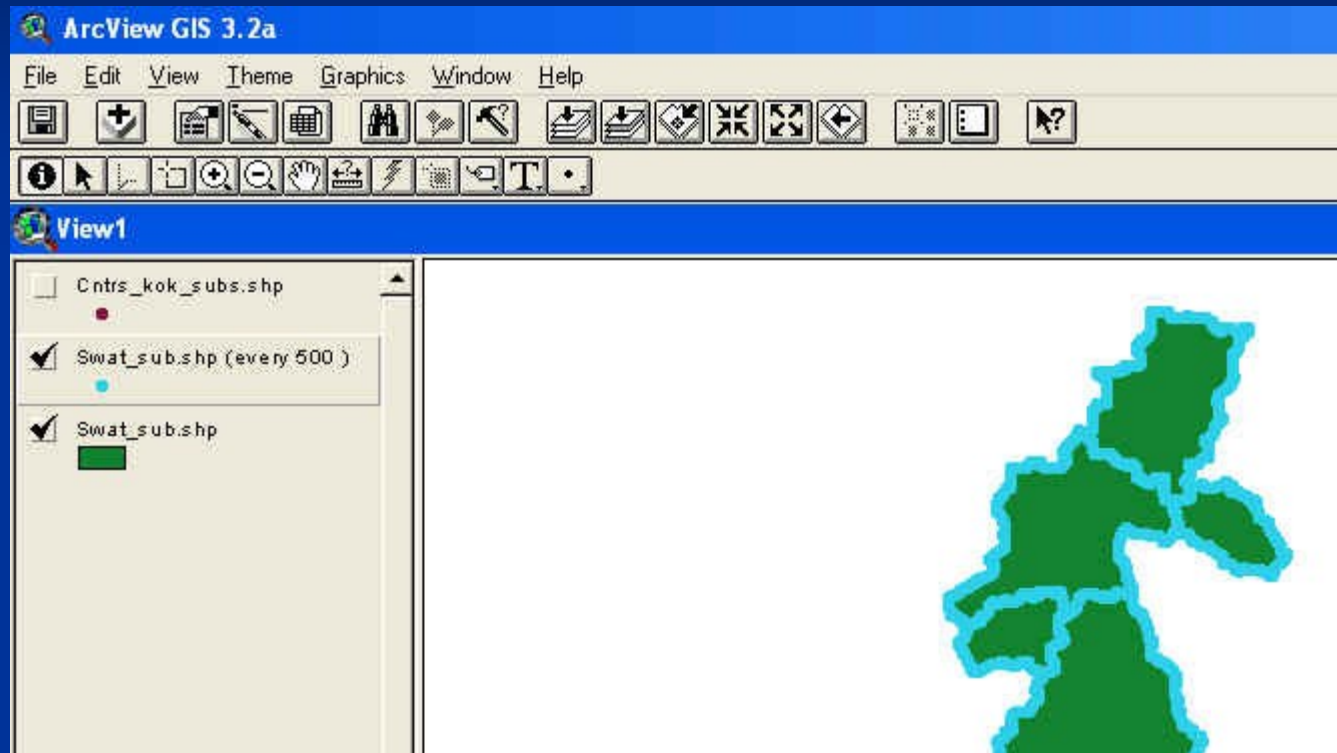 ArcView GIS 3.2a
File Edit View Theme Graphics Window Help
T
View1
Cntrs_kok_subs.shp
Swat_sub.shp (every 500 )
Swat_sub.shp